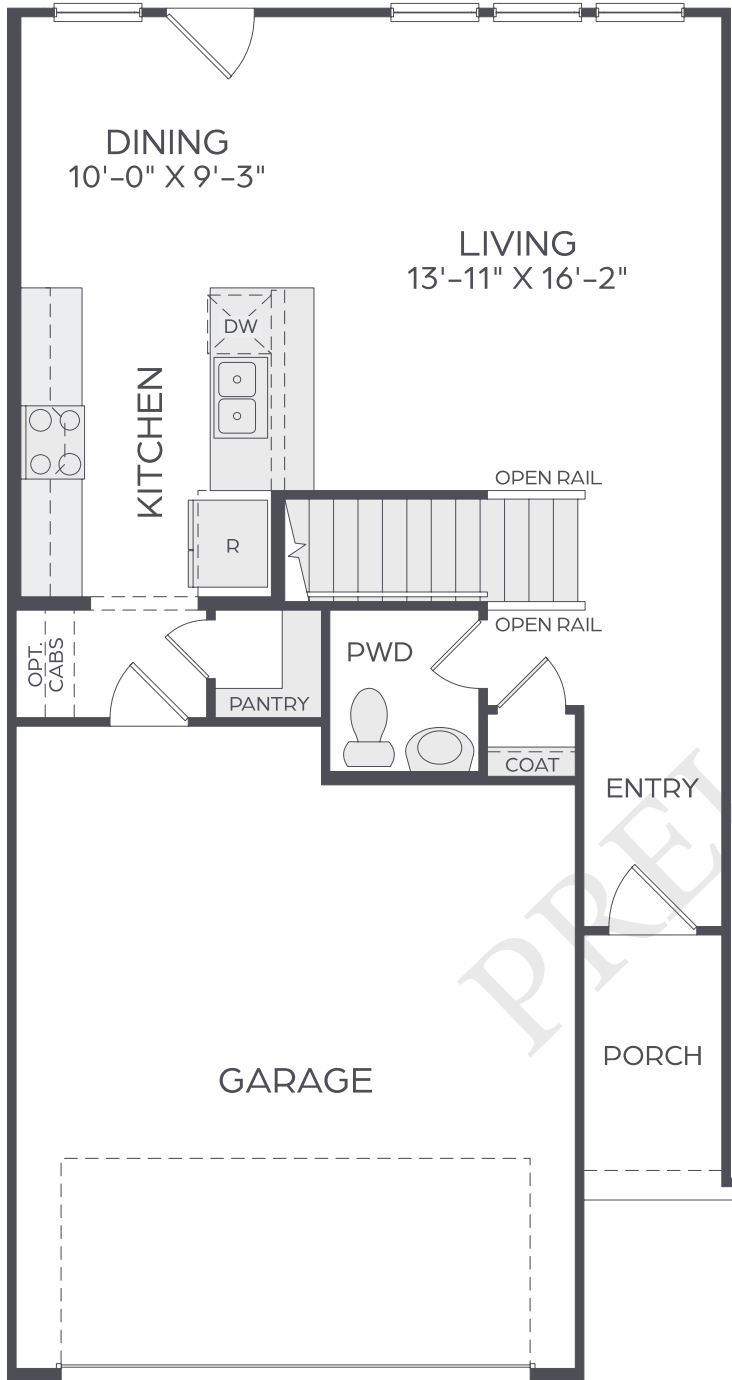 DINING
10'-0" X 9'-3"
LIVING
13'-11" X 16'-2"
DW
KITCHEN
OPEN RAIL
R
OPEN RAIL
OPT.
CABS
PWD
PANTRY
COAT
ENTRY
PREL
PORCH
GARAGE